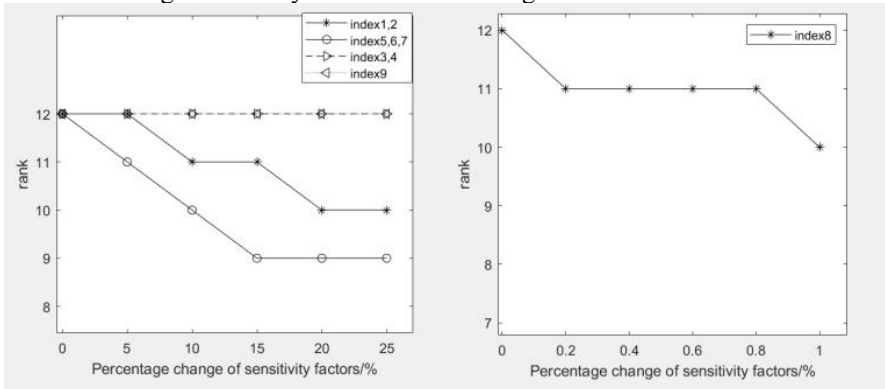 index1,2
index5,6,7
index3,4
index9
12
11
10
9
8
rank
0 5 10 15 20 25
Percentage change of sensitivity factors/%
index8
12
11
10
9
8
7
rank
0 0.2 0.4 0.6 0.8 1
Percentage change of sensitivity factors/%